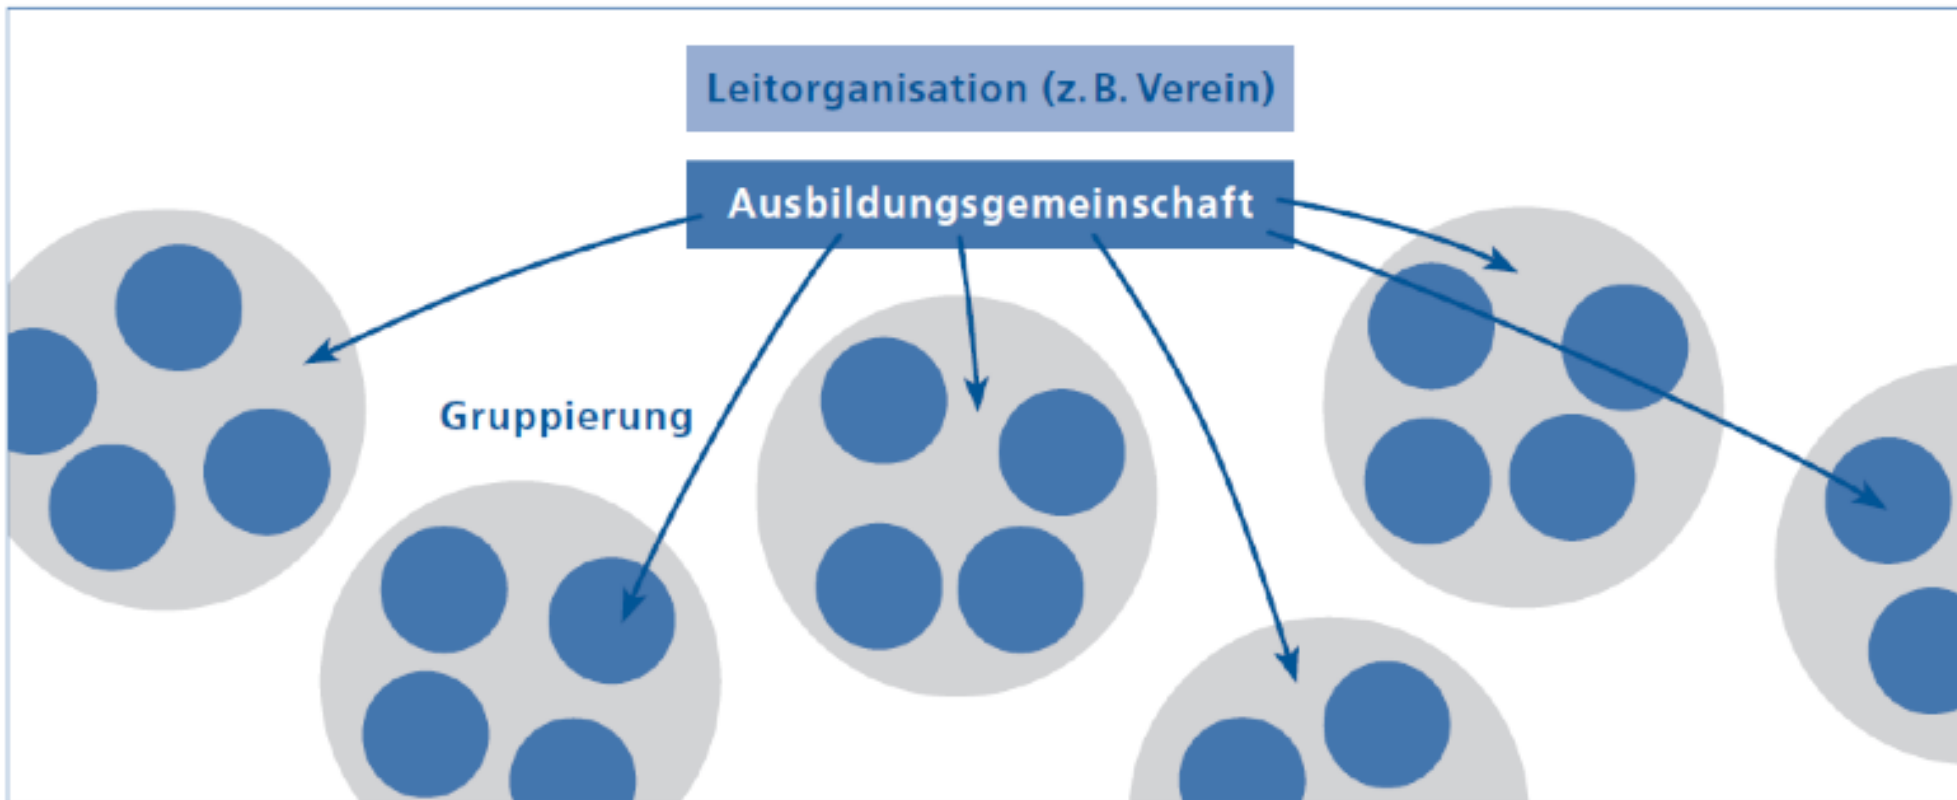 Leitorganisation (z. B. Verein)
Ausbildungsgemeinschaft
Gruppierung